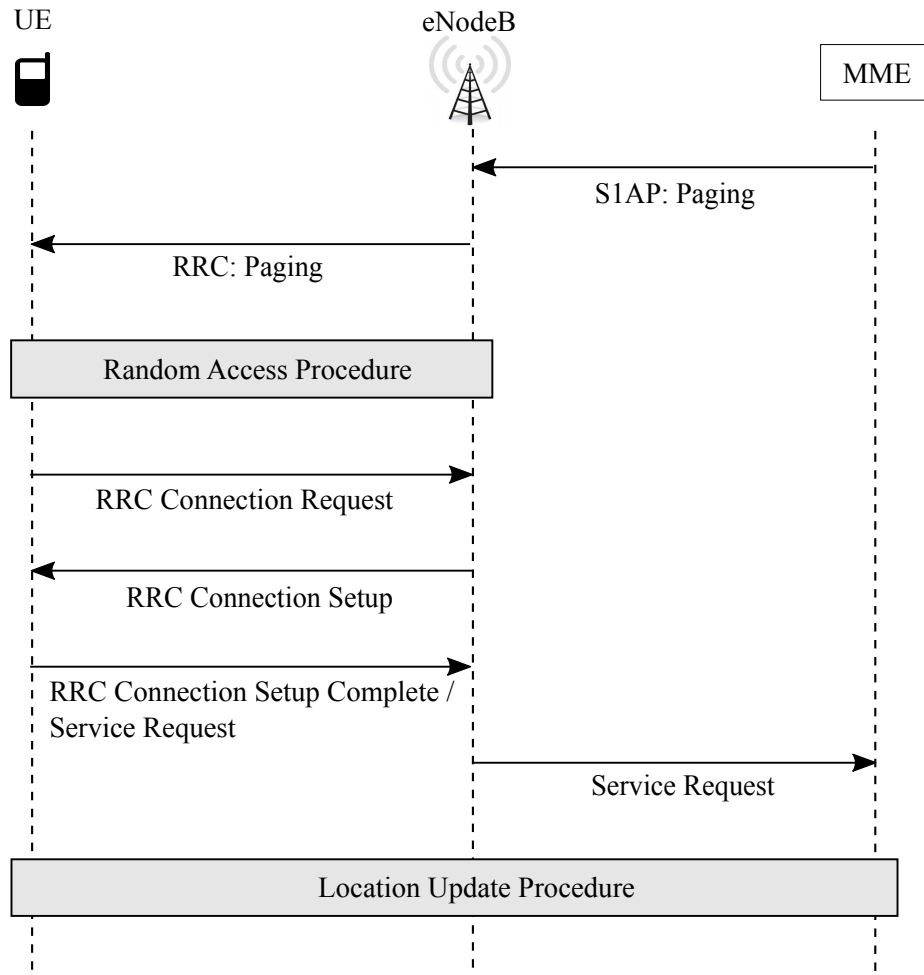 UE
eNodeB
MME
S1AP: Paging
RRC: Paging
Random Access Procedure
RRC Connection Request
RRC Connection Setup
RRC Connection Setup Complete /
Service Request
Service Request
Location Update Procedure